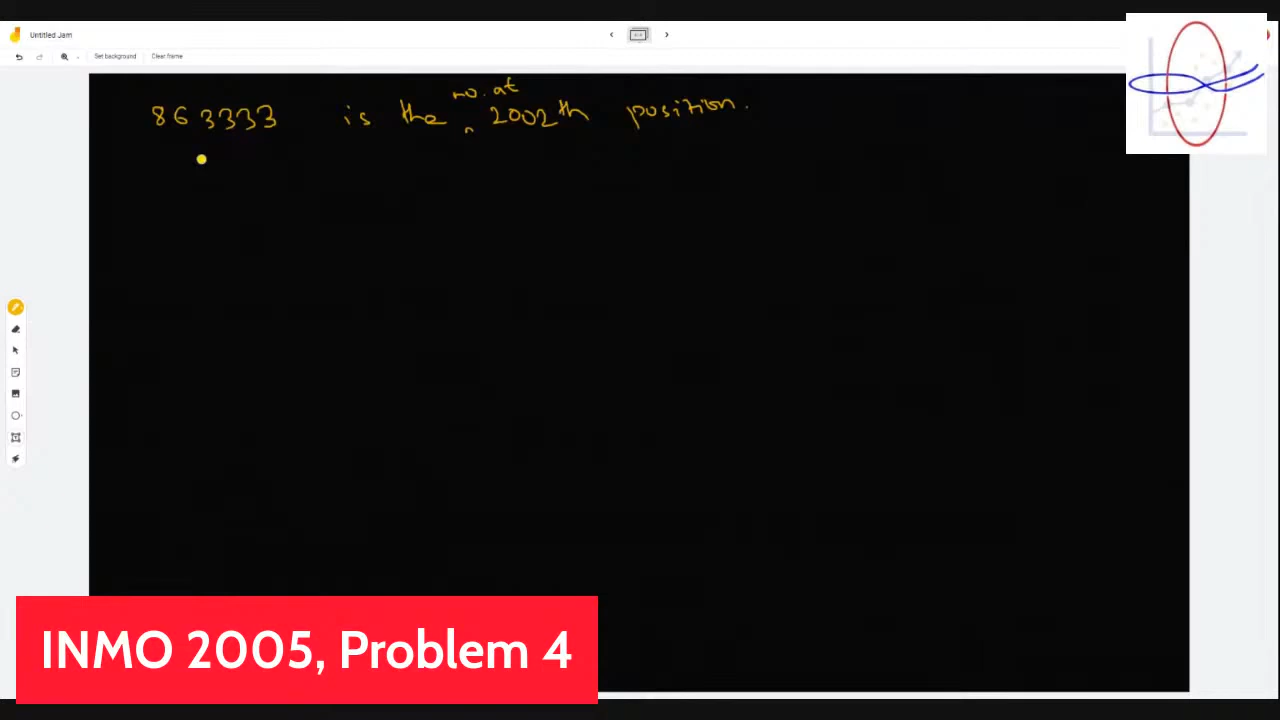 Untitled Jam
Set background
Clear frame
no. at
863333 is the ^ 2002th position.
INMO 2005, Problem 4